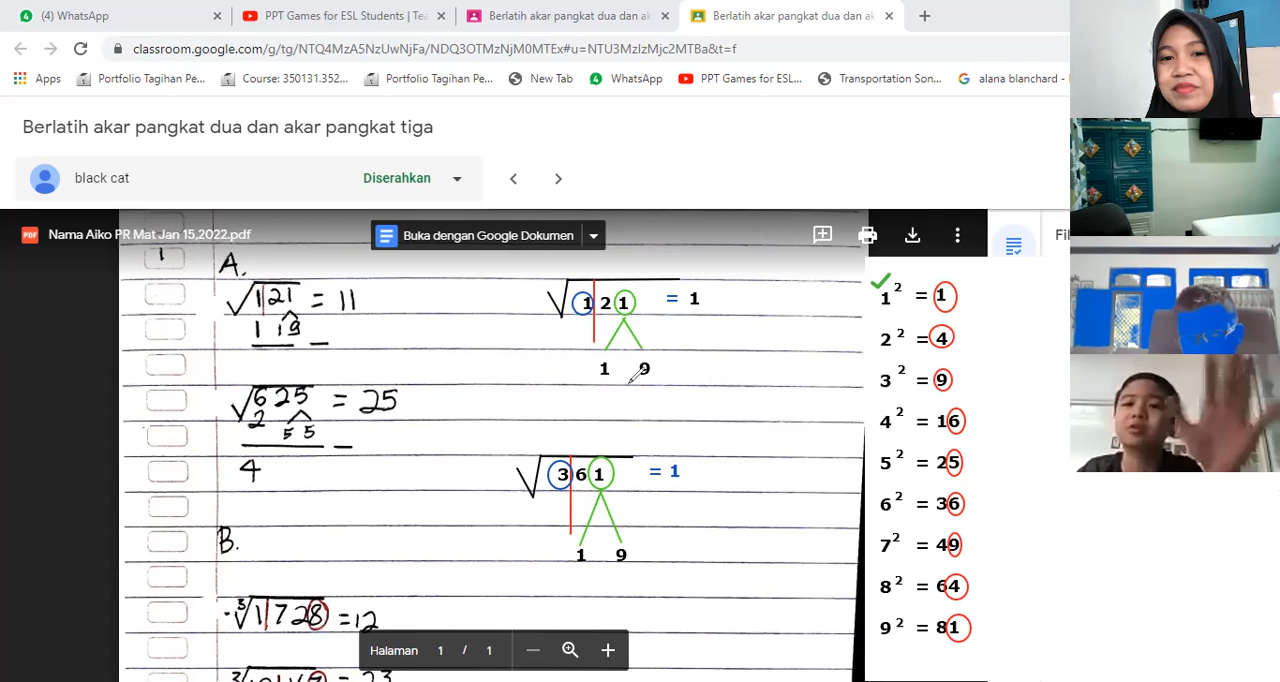 (4) WhatsApp
PPT Games for ESL Students | Tea
Berlatih akar pangkat dua dan ak
Berlatih akar pangkat dua dan ak
classroom.google.com/g/tg/NTQ4MzA5NzUwNjFa/NDQ3OTMzNjM0MTEx#u=NTU3MzIzMjc2MTBa&t=f
Apps
Portfolio Tagihan Pe...
Course: 350131.352...
Portfolio Tagihan Pe...
New Tab
WhatsApp
PPT Games for ESL...
Transportation Son...
alana blanchard -
Berlatih akar pangkat dua dan akar pangkat tiga
black cat
Diserahkan
PDF Nama Aiko PR Mat Jan 15,2022.pdf
Buka dengan Google Dokumen
Fil
1
A.
√121 = 11
1 19
√625 = 25
2 5 5
4
B.
³√1728 = 12
= 23
√121 = 1
1 9
√361 = 1
1 9
1² = 1
2² = 4
3² = 9
4² = 16
5² = 25
6² = 36
7² = 49
8² = 64
9² = 81
Halaman 1 / 1